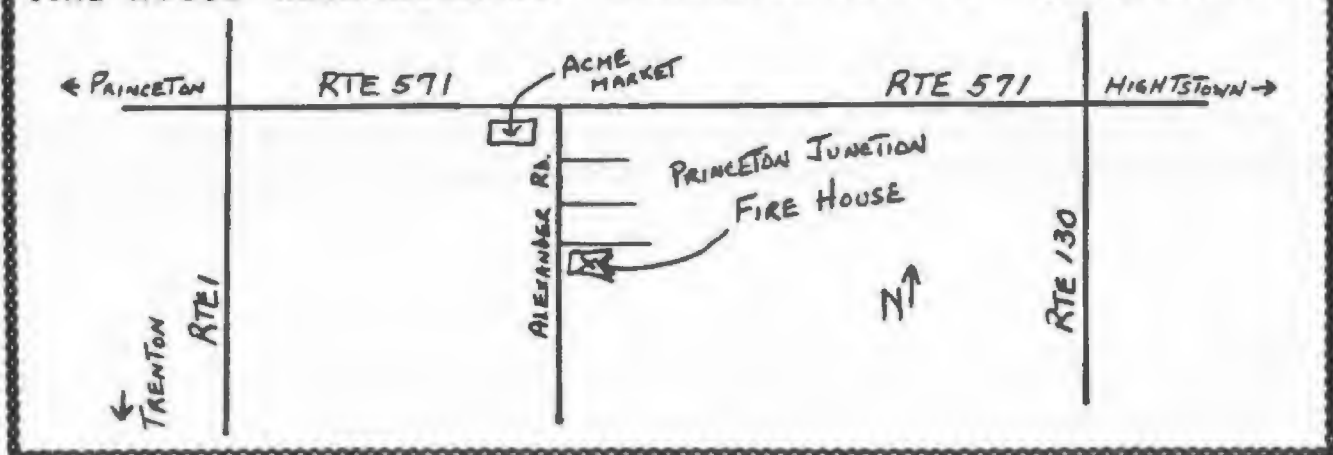 ← PRINCETON
RTE 571
ACME
MARKET
RTE 571
HIGHTSTOWN →
ALEXANDER RD.
PRINCETON JUNCTION
FIRE HOUSE
N
RTE 1
← TRENTON
RTE 130